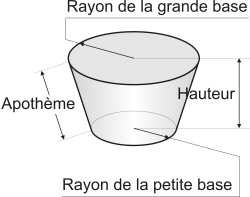 Rayon de la grande base
Hauteur
Apothème
Rayon de la petite base